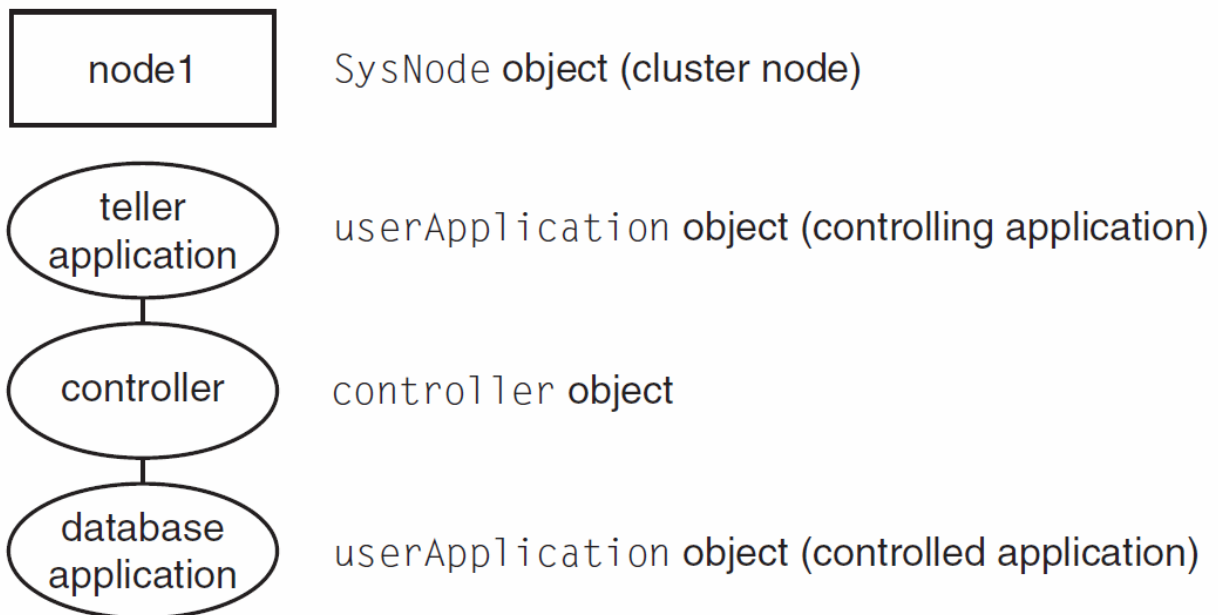 node1 SysNode object (cluster node)
teller
application
userApplication object (controlling application)
controller controller object
database
application
userApplication object (controlled application)